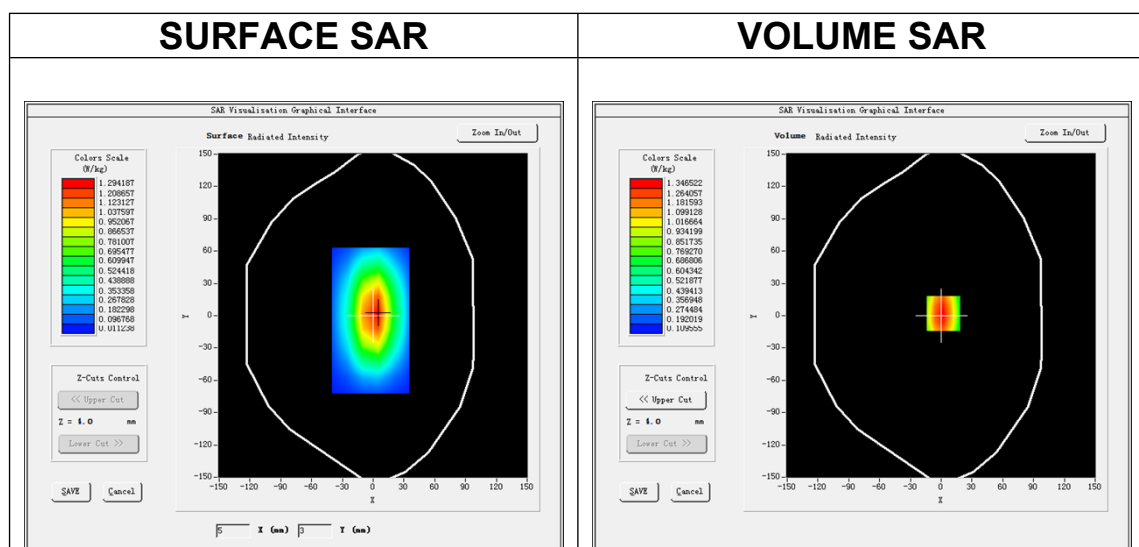 SURFACE SAR
VOLUME SAR
SAR Visualisation Graphical Interface
Surface Radiated Intensity
Zoom In/Out
Colors Scale
(W/kg)
1.294187
1.208657
1.123127
1.037597
0.952067
0.866537
0.781007
0.695477
0.609947
0.524418
0.438888
0.353358
0.267828
0.182298
0.096768
0.011238
Z-Cuts Control
<< Upper Cut
Z = 4.0 mm
Lower Cut >>
SAVE
Cancel
150
120
90
60
30
0
-30
-60
-90
-120
-150
Y
-150 -120 -90 -60 -30 0 30 60 90 120 150
X
5 X (mm) 3 Y (mm)
SAR Visualisation Graphical Interface
Volume Radiated Intensity
Zoom In/Out
Colors Scale
(W/kg)
1.346522
1.264057
1.181593
1.099128
1.016664
0.934199
0.851735
0.769270
0.686806
0.604342
0.521877
0.439413
0.356948
0.274484
0.192019
0.109555
Z-Cuts Control
<< Upper Cut
Z = 4.0 mm
Lower Cut >>
SAVE
Cancel
150
120
90
60
30
0
-30
-60
-90
-120
-150
Y
-150 -120 -90 -60 -30 0 30 60 90 120 150
X